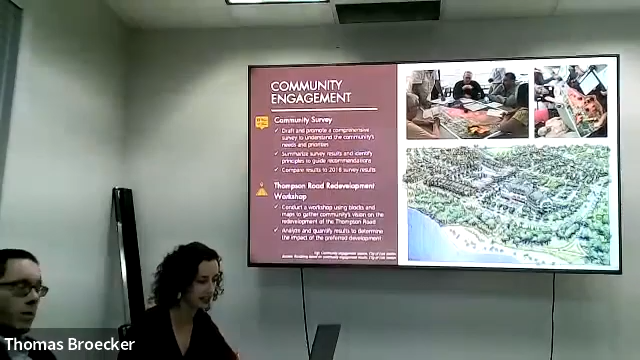 COMMUNITY
ENGAGEMENT
Community Survey
✓ Draft and promote a comprehensive
survey to understand the community's
needs and priorities
✓ Summarize survey results and identify
principles to guide recommendations
✓ Compare results to 2018 survey results
Thompson Road Redevelopment
Workshop
✓ Conduct a workshop using blocks and
maps to gather community's vision on the
redevelopment of the Thompson Road
✓ Analyze and quantify results to determine
the impact of the preferred development
Thomas Broecker